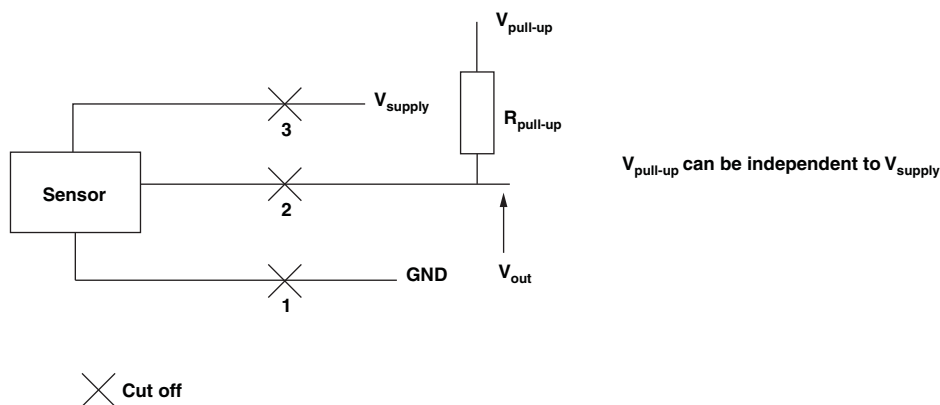 V_pull-up
V_supply
3
R_pull-up
V_pull-up can be independent to V_supply
Sensor
2
GND
V_out
1
Cut off